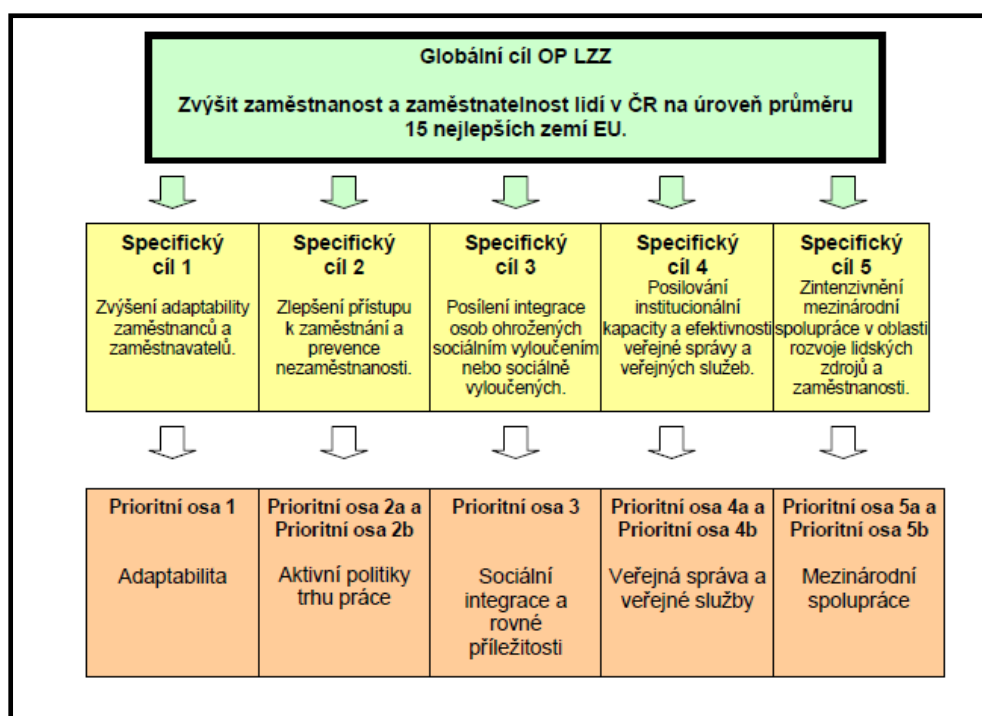 Globální cíl OP LZZ
Zvýšit zaměstnanost a zaměstnatelnost lidí v ČR na úroveň průměru
15 nejlepších zemí EU.
Specifický
cíl 1
Zvýšení adaptability
zaměstnanců a
zaměstnavatelů.
Specifický
cíl 2
Zlepšení přístupu
k zaměstnání a
prevence
nezaměstnanosti.
Specifický
cíl 3
Posílení integrace
osob ohrožených
sociálním vyloučením
nebo sociálně
vyloučených.
Specifický
cíl 4
Posilování
institucionální
kapacity a efektivnosti
veřejné správy a
veřejných služeb.
Specifický
cíl 5
Zintenzivnění
mezinárodní
spolupráce v oblasti
rozvoje lidských
zdrojů a
zaměstnanosti.
Prioritní osa 1
Adaptabilita
Prioritní osa 2a a
Prioritní osa 2b
Aktivní politiky
trhu práce
Prioritní osa 3
Sociální
integrace a
rovné
příležitosti
Prioritní osa 4a a
Prioritní osa 4b
Veřejná správa a
veřejné služby
Prioritní osa 5a a
Prioritní osa 5b
Mezinárodní
spolupráce